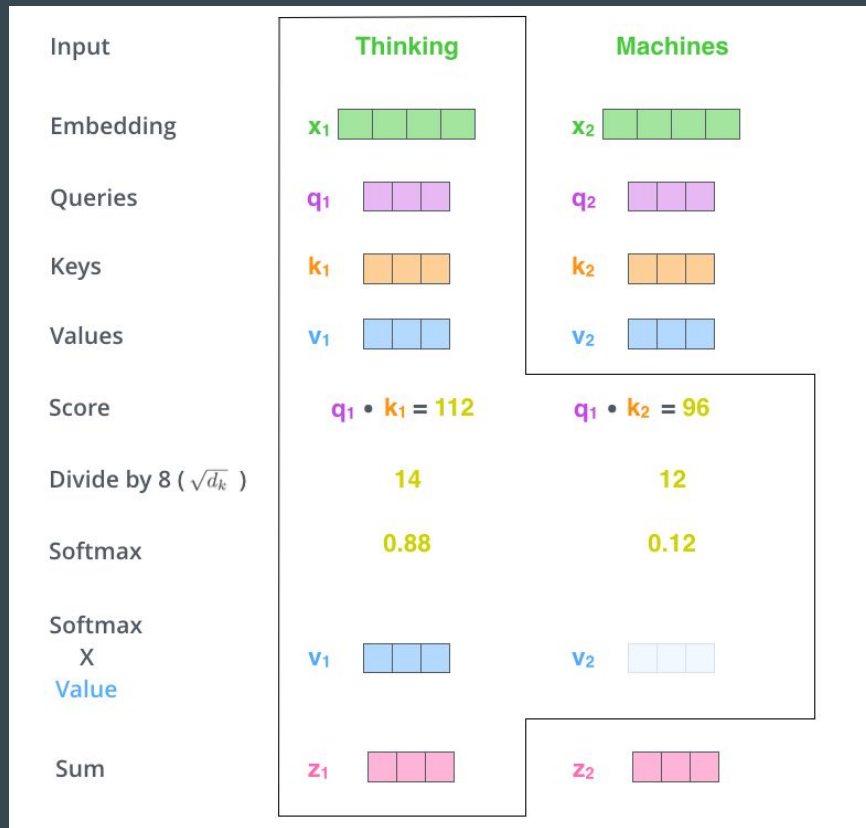 Input Thinking Machines
Embedding x₁ x₂
Queries q₁ q₂
Keys k₁ k₂
Values v₁ v₂
Score q₁ • k₁ = 112 q₁ • k₂ = 96
Divide by 8 ( √dₖ ) 14 12
Softmax 0.88 0.12
Softmax
X v₁ v₂
Value
Sum z₁ z₂